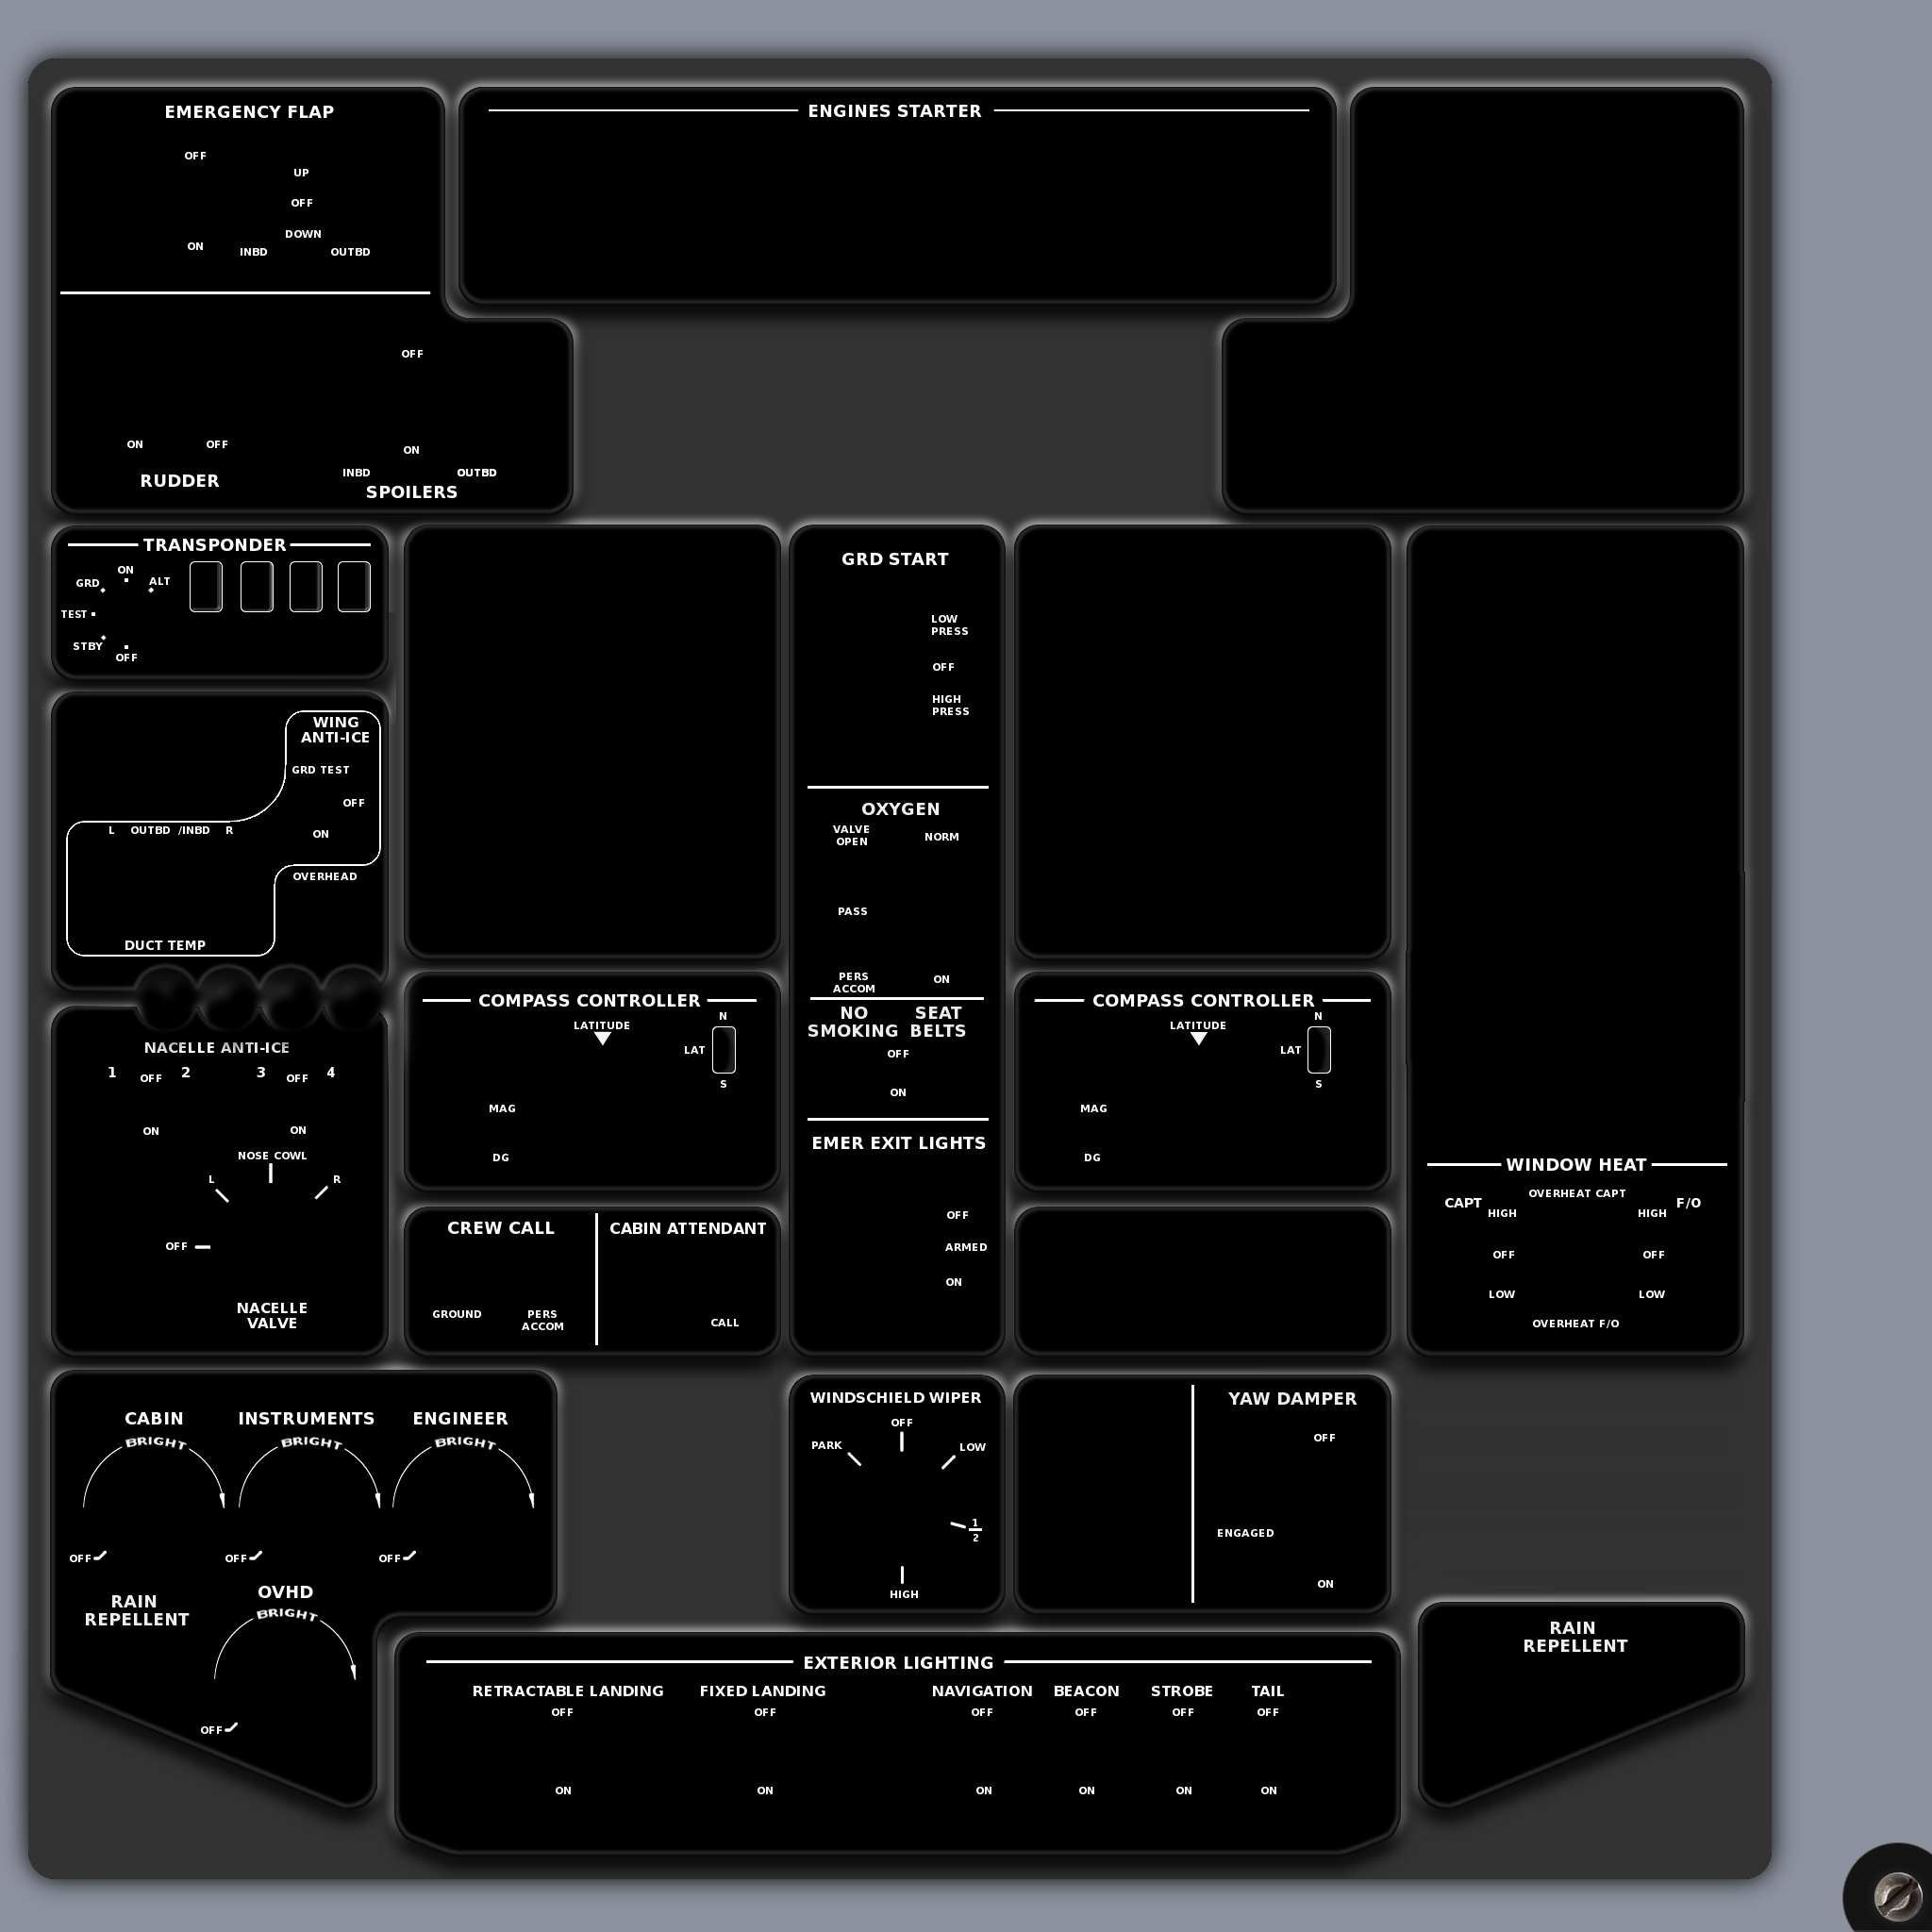 EMERGENCY FLAP
OFF
UP
OFF
DOWN
ON
INBD
OUTBD
OFF
ON
OFF
ON
RUDDER
INBD
OUTBD
SPOILERS
ENGINES STARTER
TRANSPONDER
ON
GRD
ALT
TEST
STBY
OFF
WING
ANTI-ICE
GRD TEST
OFF
L OUTBD /INBD R
ON
OVERHEAD
DUCT TEMP
NACELLE ANTI-ICE
1 OFF 2 3 OFF 4
ON
ON
NOSE COWL
L
R
OFF
NACELLE
VALVE
COMPASS CONTROLLER
LATITUDE
N
LAT
S
MAG
DG
CREW CALL
GROUND
PERS
ACCOM
CABIN ATTENDANT
CALL
GRD START
LOW
PRESS
OFF
HIGH
PRESS
OXYGEN
VALVE
OPEN
NORM
PASS
PERS
ACCOM
ON
NO
SMOKING
SEAT
BELTS
OFF
ON
EMER EXIT LIGHTS
OFF
ARMED
ON
COMPASS CONTROLLER
LATITUDE
N
LAT
S
MAG
DG
WINDOW HEAT
OVERHEAT CAPT
CAPT
HIGH
HIGH
F/O
OFF
OFF
LOW
LOW
OVERHEAT F/O
CABIN
BRIGHT
OFF
INSTRUMENTS
BRIGHT
OFF
ENGINEER
BRIGHT
OFF
RAIN
REPELLENT
OVHD
BRIGHT
OFF
WINDSCHIELD WIPER
OFF
PARK
LOW
1
2
HIGH
YAW DAMPER
OFF
ENGAGED
ON
EXTERIOR LIGHTING
RETRACTABLE LANDING
OFF
ON
FIXED LANDING
OFF
ON
NAVIGATION
OFF
ON
BEACON
OFF
ON
STROBE
OFF
ON
TAIL
OFF
ON
RAIN
REPELLENT